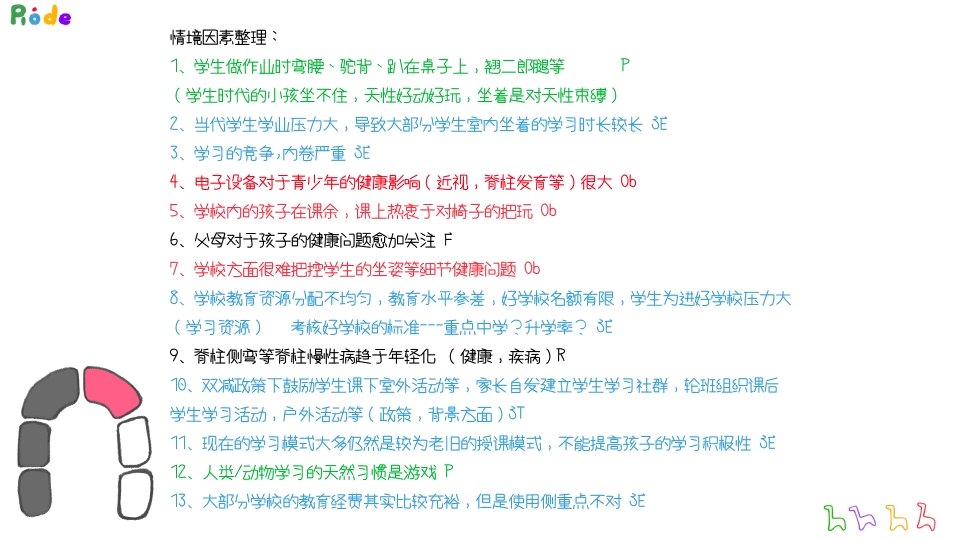 Ríde
情境因素整理：
1、学生做作业时弯腰、驼背、趴在桌子上，翘二郎腿等 P
（学生时代的小孩坐不住，天性好动好玩，坐着是对天性束缚）
2、当代学生学业压力大，导致大部分学生室内坐着的学习时长较长 SE
3、学习的竞争,内卷严重 SE
4、电子设备对于青少年的健康影响（近视，脊柱发育等）很大 Ob
5、学校内的孩子在课余，课上热衷于对椅子的把玩 Ob
6、父母对于孩子的健康问题愈加关注 F
7、学校方面很难把控学生的坐姿等细节健康问题 Ob
8、学校教育资源分配不均匀，教育水平参差，好学校名额有限，学生为进好学校压力大
（学习资源） 考核好学校的标准---重点中学？升学率？ SE
9、脊柱侧弯等脊柱慢性病趋于年轻化 （健康，疾病）R
10、双减政策下鼓励学生课下室外活动等，家长自发建立学生学习社群，轮班组织课后
学生学习活动，户外活动等（政策，背景方面）ST
11、现在的学习模式大多仍然是较为老旧的授课模式，不能提高孩子的学习积极性 SE
12、人类/动物学习的天然习惯是游戏 P
13、大部分学校的教育经费其实比较充裕，但是使用侧重点不对 SE